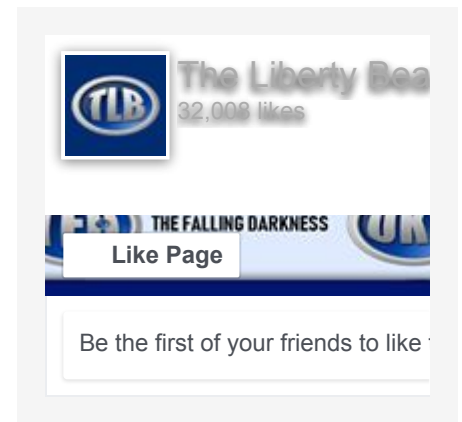 TLB
The Liberty Bea
32,008 likes
THE FALLING DARKNESS
UK
Like Page
Be the first of your friends to like